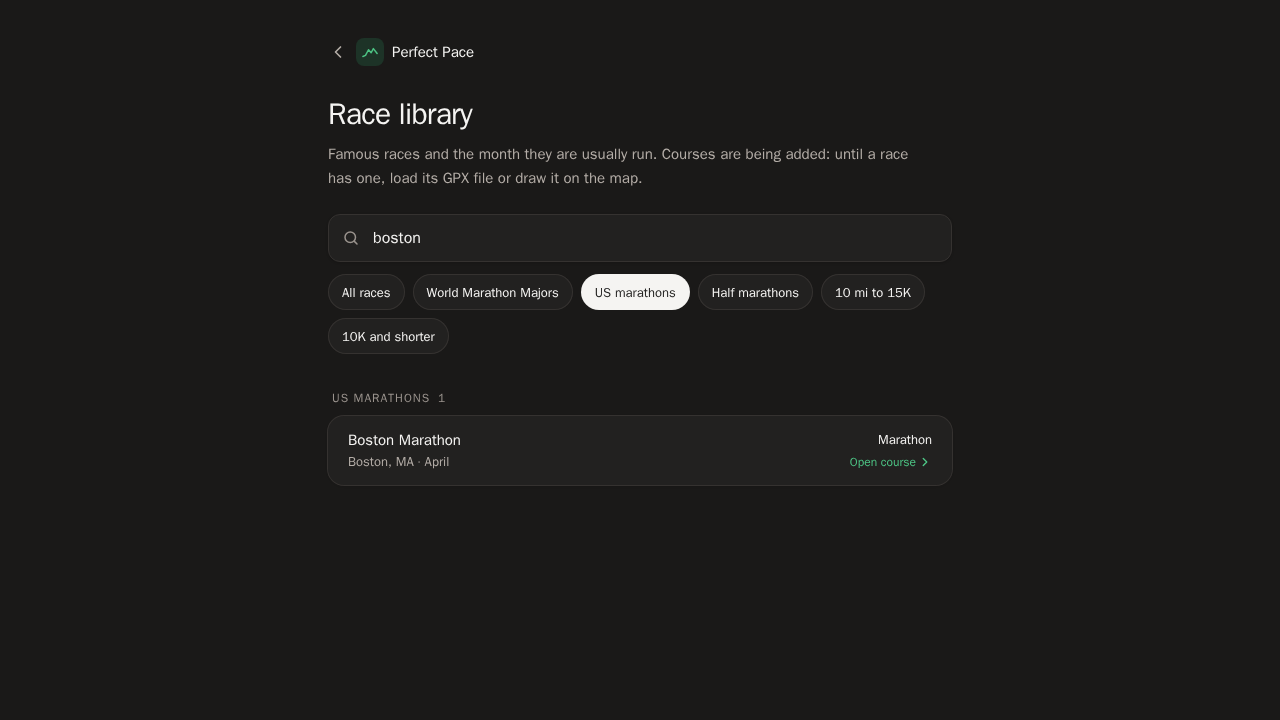 Perfect Pace
Race library
Famous races and the month they are usually run. Courses are being added: until a race
has one, load its GPX file or draw it on the map.
boston
All races
World Marathon Majors
US marathons
Half marathons
10 mi to 15K
10K and shorter
US MARATHONS 1
Boston Marathon
Marathon
Boston, MA · April
Open course